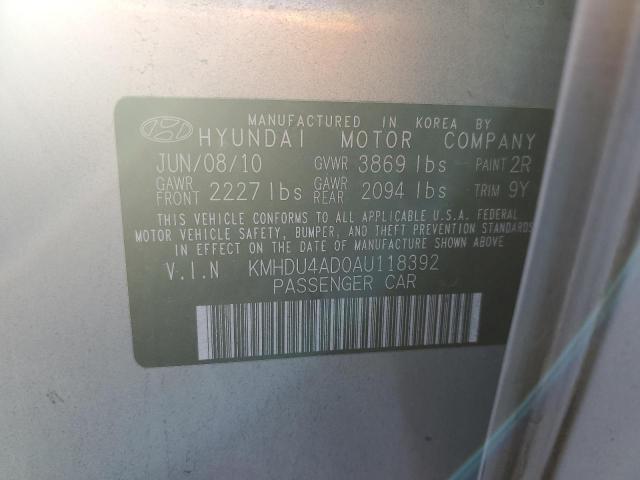 MANUFACTURED IN KOREA BY
HYUNDAI MOTOR COMPANY
JUN/08/10 GVWR 3869 lbs PAINT 2R
GAWR FRONT 2227 lbs GAWR REAR 2094 lbs TRIM 9Y
THIS VEHICLE CONFORMS TO ALL APPLICABLE U.S.A. FEDERAL
MOTOR VEHICLE SAFETY, BUMPER, AND THEFT PREVENTION STANDARDS
IN EFFECT ON THE DATE OF MANUFACTURE SHOWN ABOVE.
V.I.N KMHDU4AD0AU118392
PASSENGER CAR